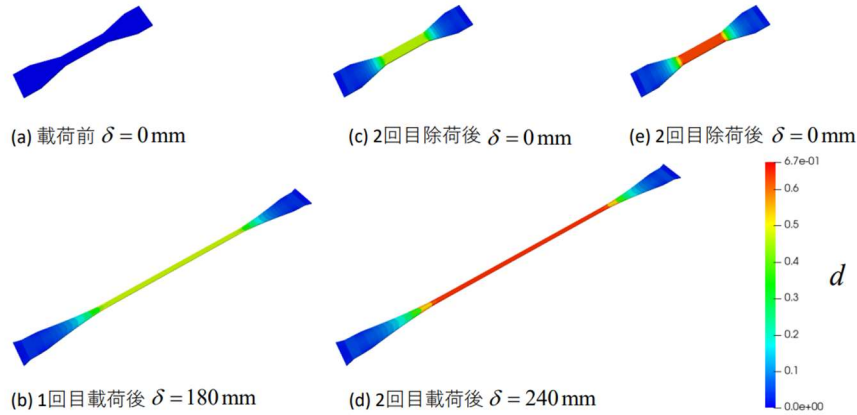 (a) 載荷前 δ = 0 mm
(c) 2回目除荷後 δ = 0 mm
(e) 2回目除荷後 δ = 0 mm
6.7e-01
0.6
0.5
0.4
0.3
0.2
0.1
0.0e+00
d
(b) 1回目載荷後 δ = 180 mm
(d) 2回目載荷後 δ = 240 mm